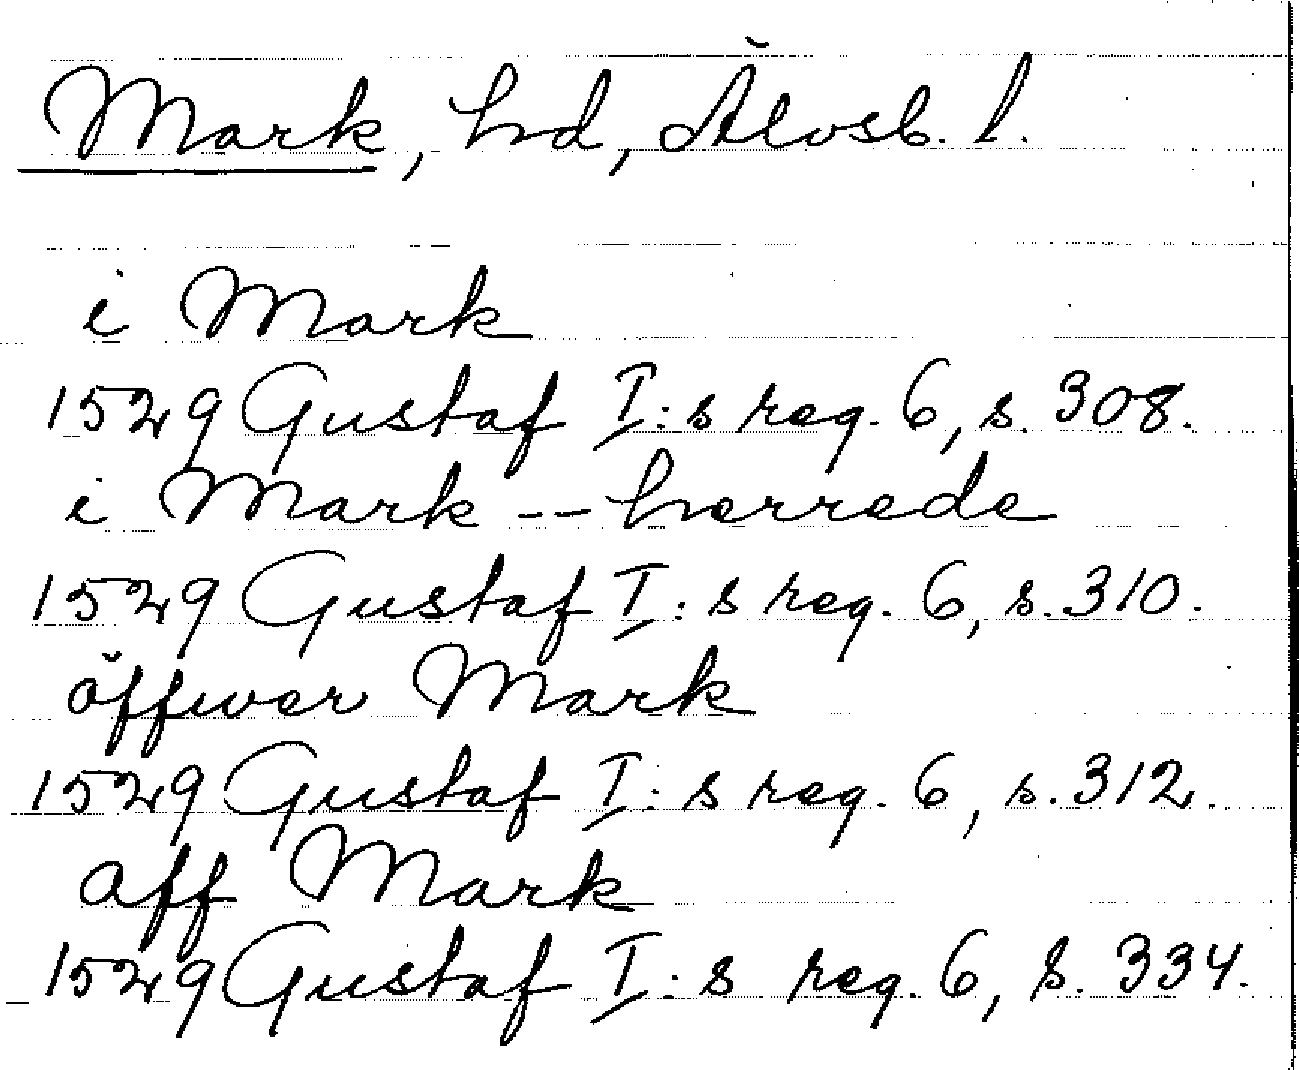 Mark, hd, Älvsb. l.
i Mark
1529 Gustaf I:s reg. 6, s. 308.
i Mark -- herrede
1529 Gustaf I:s reg. 6, s. 310.
öffwer Mark
1529 Gustaf I:s reg. 6, s. 312.
aff Mark
1529 Gustaf I:s reg. 6, s. 334.